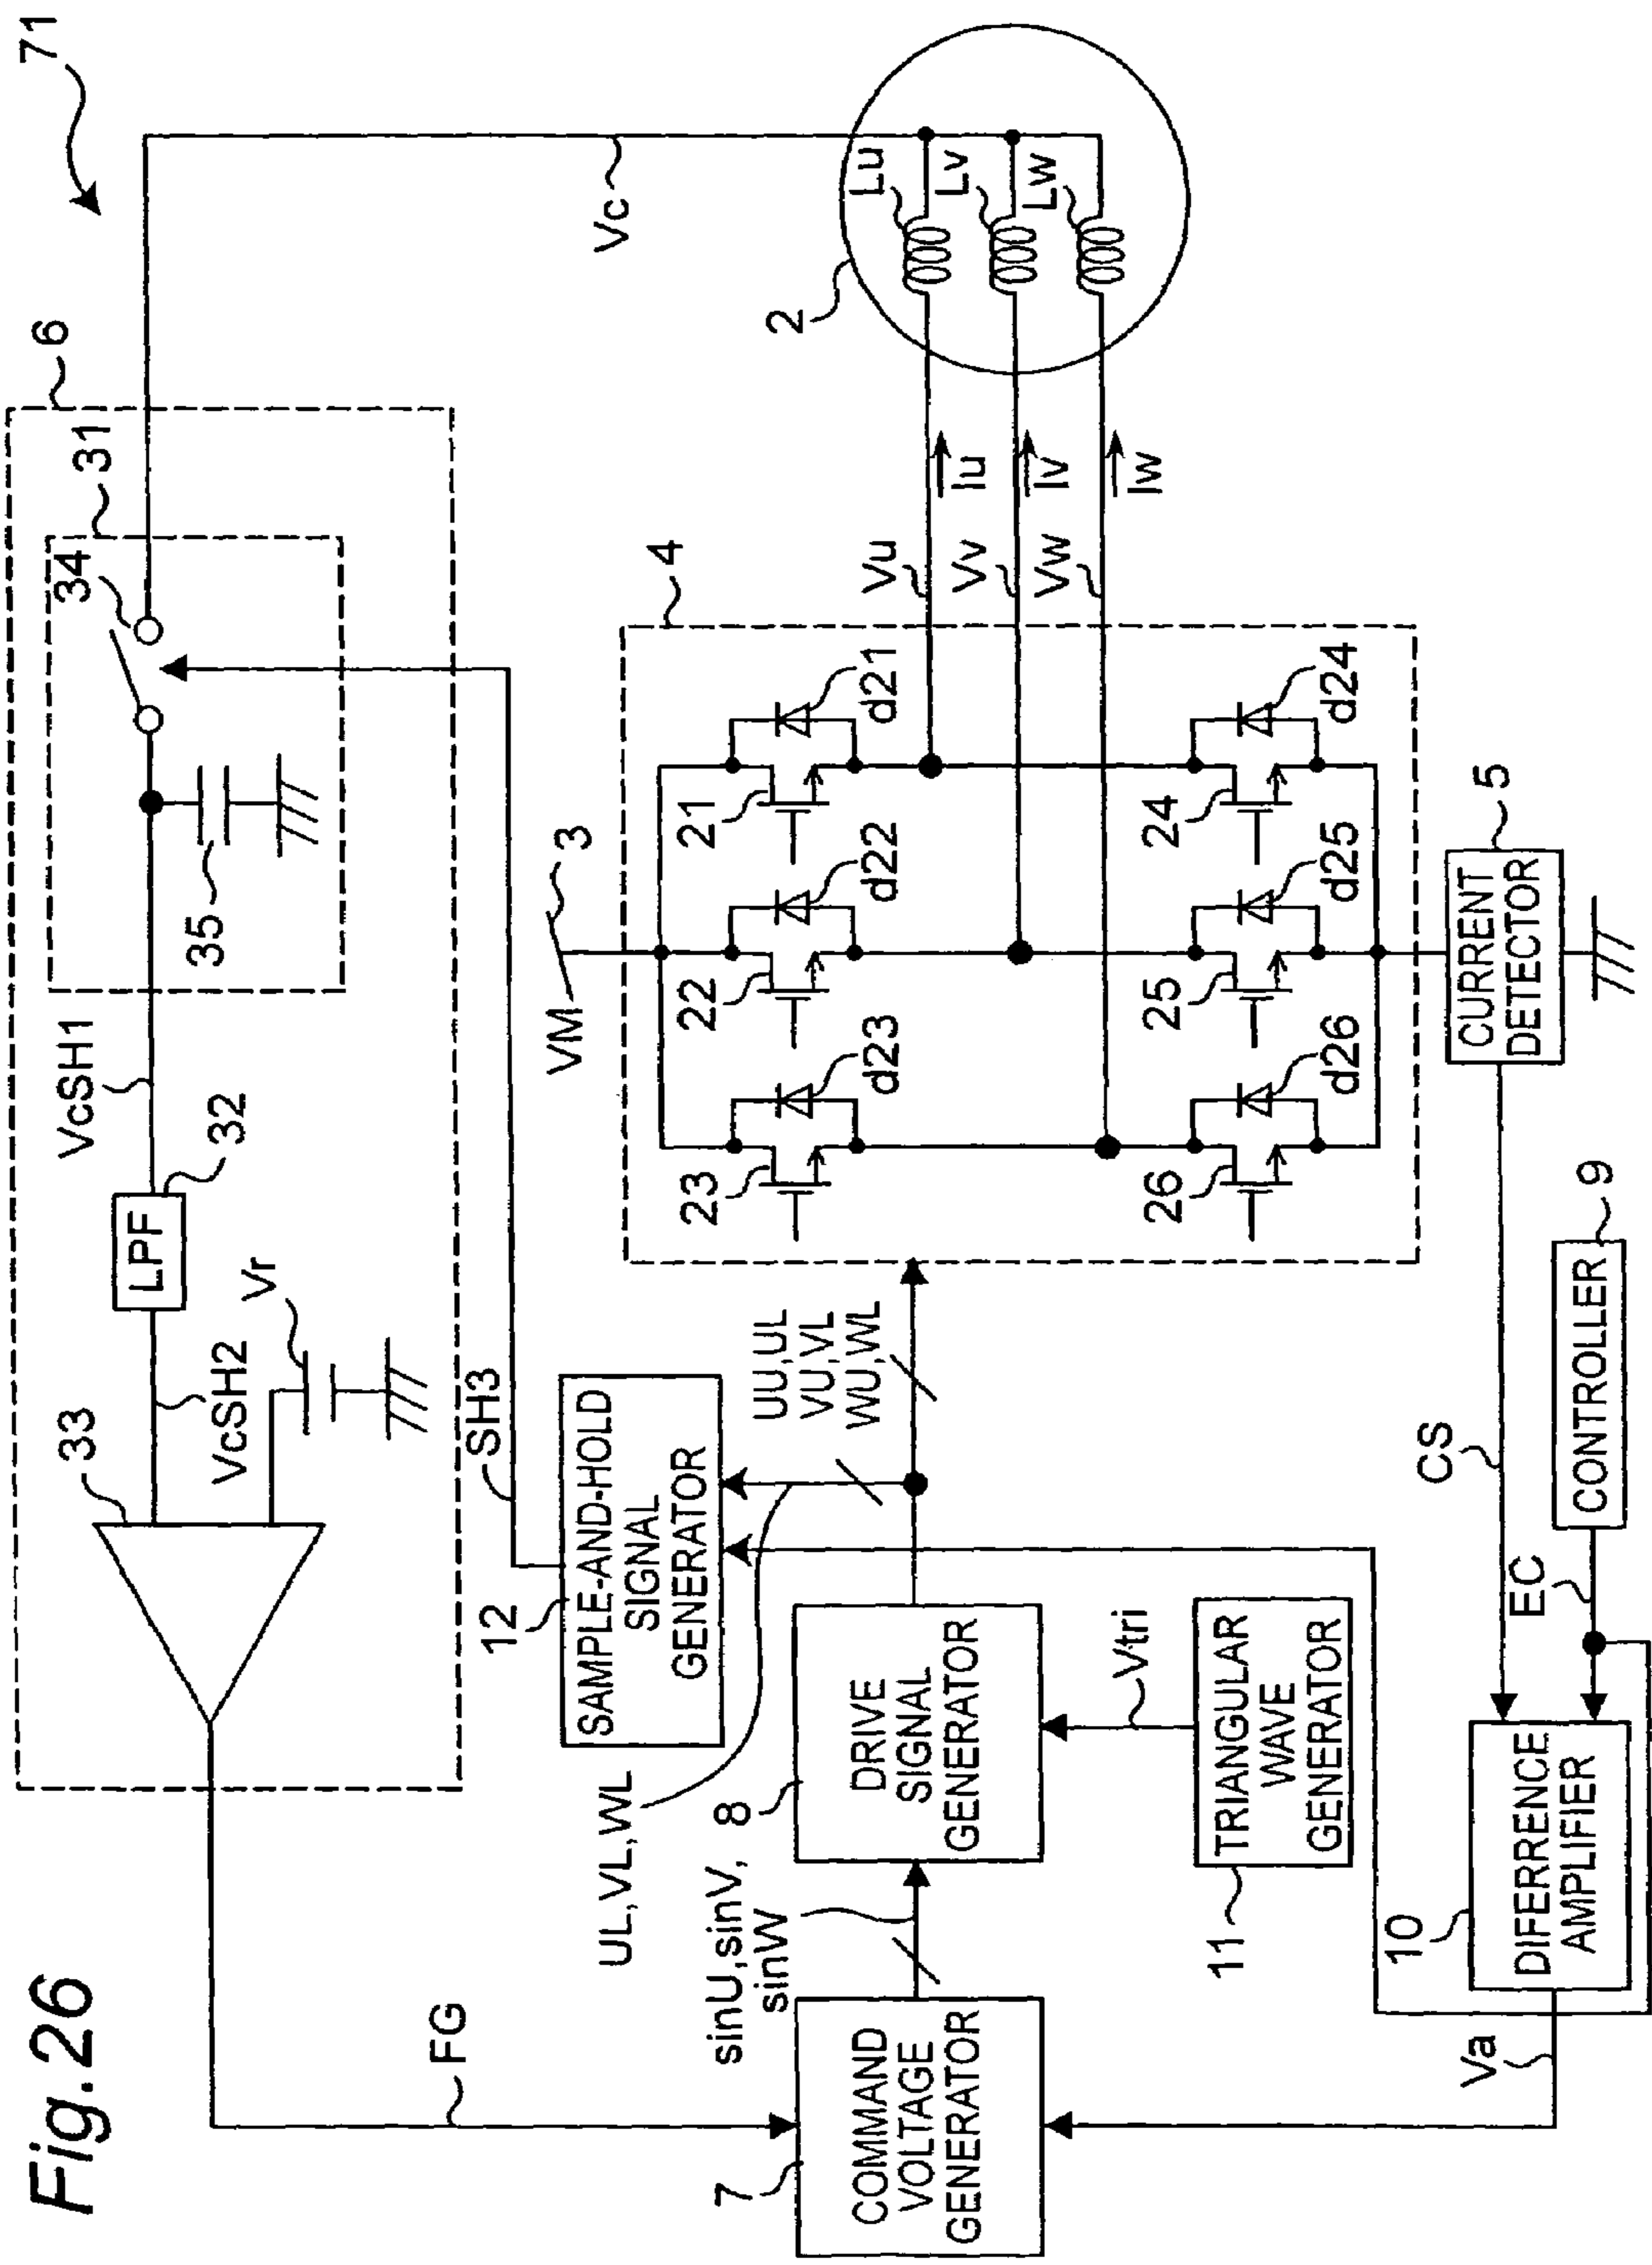 Fig.26
71
6
31
34
35
VcSH1
32
LPF
VcSH2
Vr
33
FG
Vc
2
Lu
Lv
Lw
Iu
Iv
Iw
Vu
Vv
Vw
4
3
VM
21
d21
22
d22
23
d23
24
d24
25
d25
26
d26
SH3
12
SAMPLE-AND-HOLD
SIGNAL
GENERATOR
UU,UL
VU,VL
WU,WL
UL,VL,WL
8
DRIVE
SIGNAL
GENERATOR
sinU,sinV,
sinW
7
COMMAND
VOLTAGE
GENERATOR
Vtri
11
TRIANGULAR
WAVE
GENERATOR
5
CURRENT
DETECTOR
CS
9
CONTROLLER
EC
10
DIFERRENCE
AMPLIFIER
Va